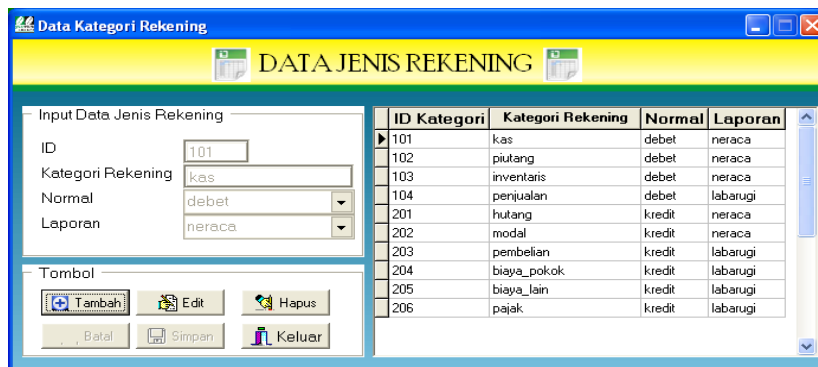 Data Kategori Rekening
DATA JENIS REKENING
Input Data Jenis Rekening
ID 101
Kategori Rekening kas
Normal debet
Laporan neraca
Tombol
Tambah Edit Hapus
Batal Simpan Keluar
ID Kategori Kategori Rekening Normal Laporan
101 kas debet neraca
102 piutang debet neraca
103 inventaris debet neraca
104 penjualan debet labarugi
201 hutang kredit neraca
202 modal kredit neraca
203 pembelian kredit labarugi
204 biaya_pokok kredit labarugi
205 biaya_lain kredit labarugi
206 pajak kredit labarugi